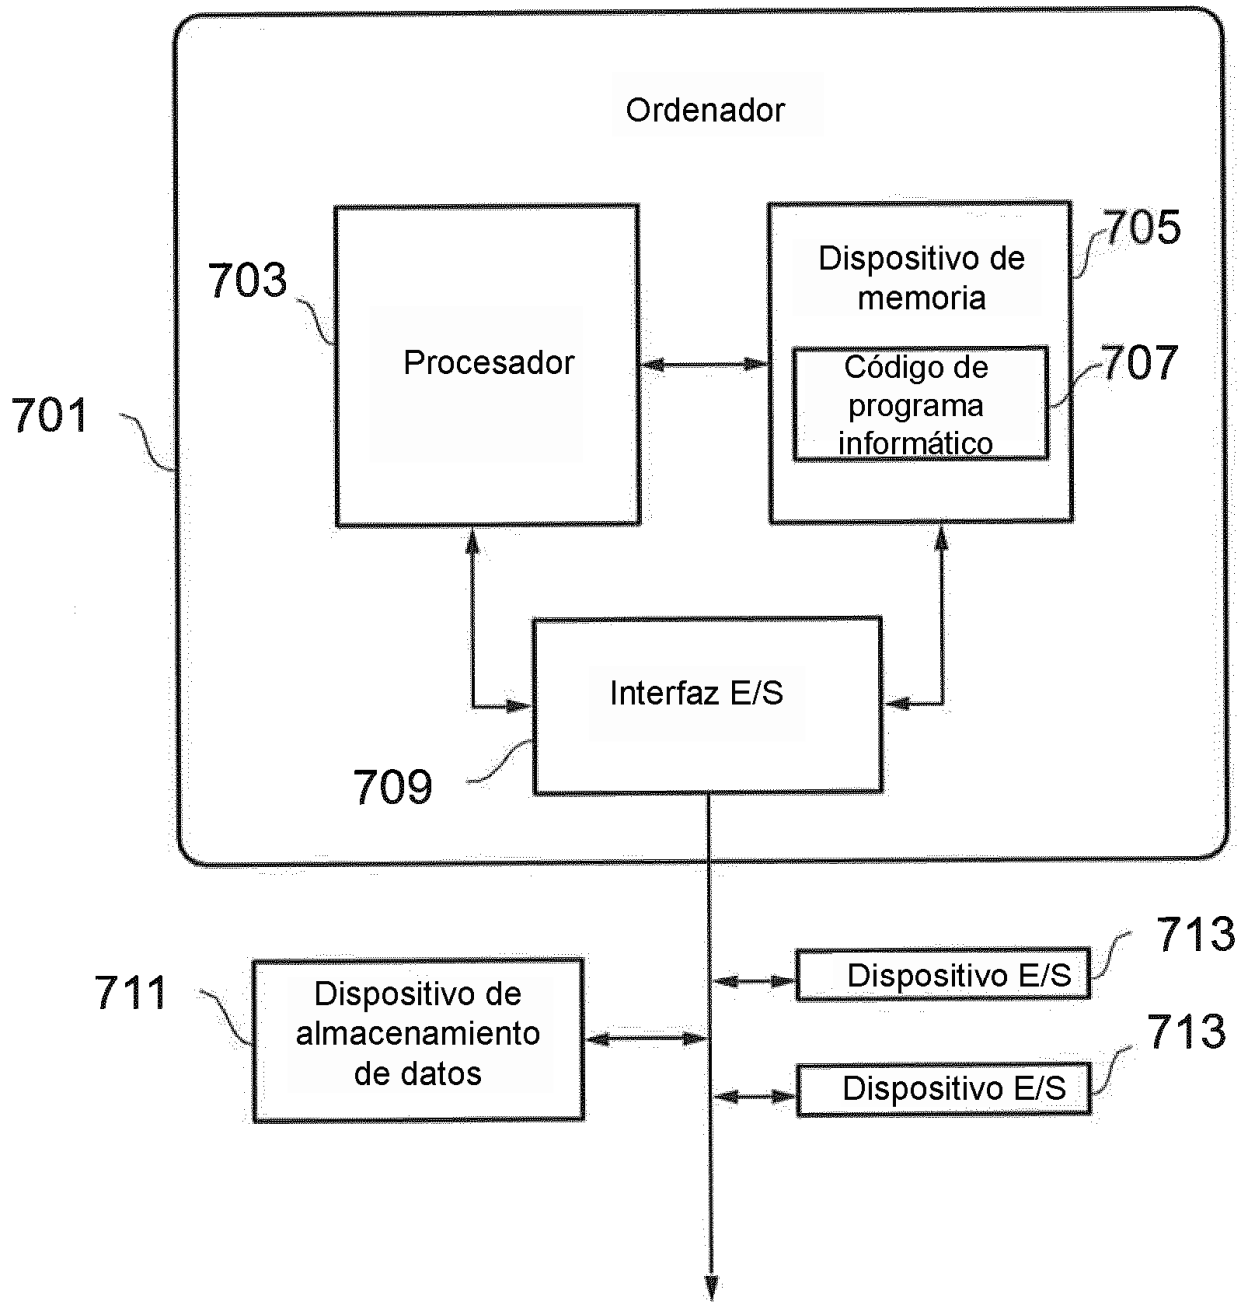 Ordenador
703
Procesador
705
Dispositivo de
memoria
707
Código de
programa
informático
701
Interfaz E/S
709
711
Dispositivo de
almacenamiento
de datos
713
Dispositivo E/S
713
Dispositivo E/S